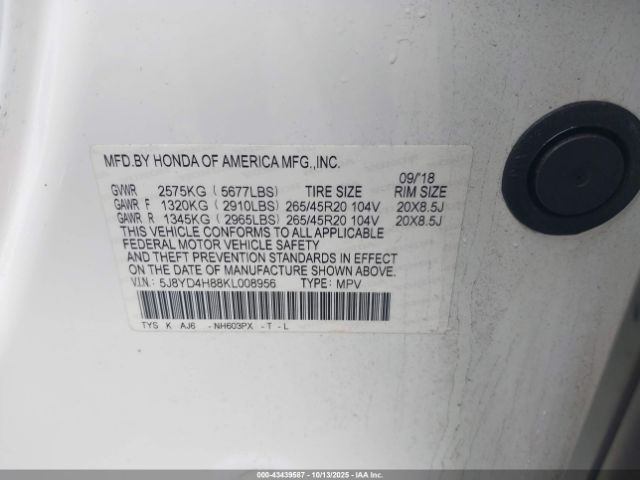 MFD.BY HONDA OF AMERICA MFG.,INC.
09/18
GVWR 2575KG ( 5677LBS) TIRE SIZE RIM SIZE
GAWR F 1320KG ( 2910LBS) 265/45R20 104V 20X8.5J
GAWR R 1345KG ( 2965LBS) 265/45R20 104V 20X8.5J
THIS VEHICLE CONFORMS TO ALL APPLICABLE
FEDERAL MOTOR VEHICLE SAFETY
AND THEFT PREVENTION STANDARDS IN EFFECT
ON THE DATE OF MANUFACTURE SHOWN ABOVE.
V.I.N.: 5J8YD4H88KL008956 TYPE: MPV
TYS K AJ6 -NH603PX -T -L
000-43439587 - 10/13/2025 - IAA Corp.